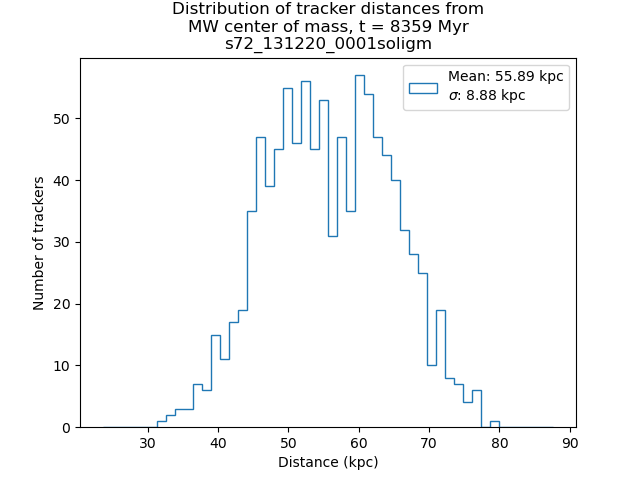 Distribution of tracker distances from
MW center of mass, t = 8359 Myr
s72_131220_0001soligm
Mean: 55.89 kpc
σ: 8.88 kpc
Number of trackers
50
40
30
20
10
0
30 40 50 60 70 80 90
Distance (kpc)